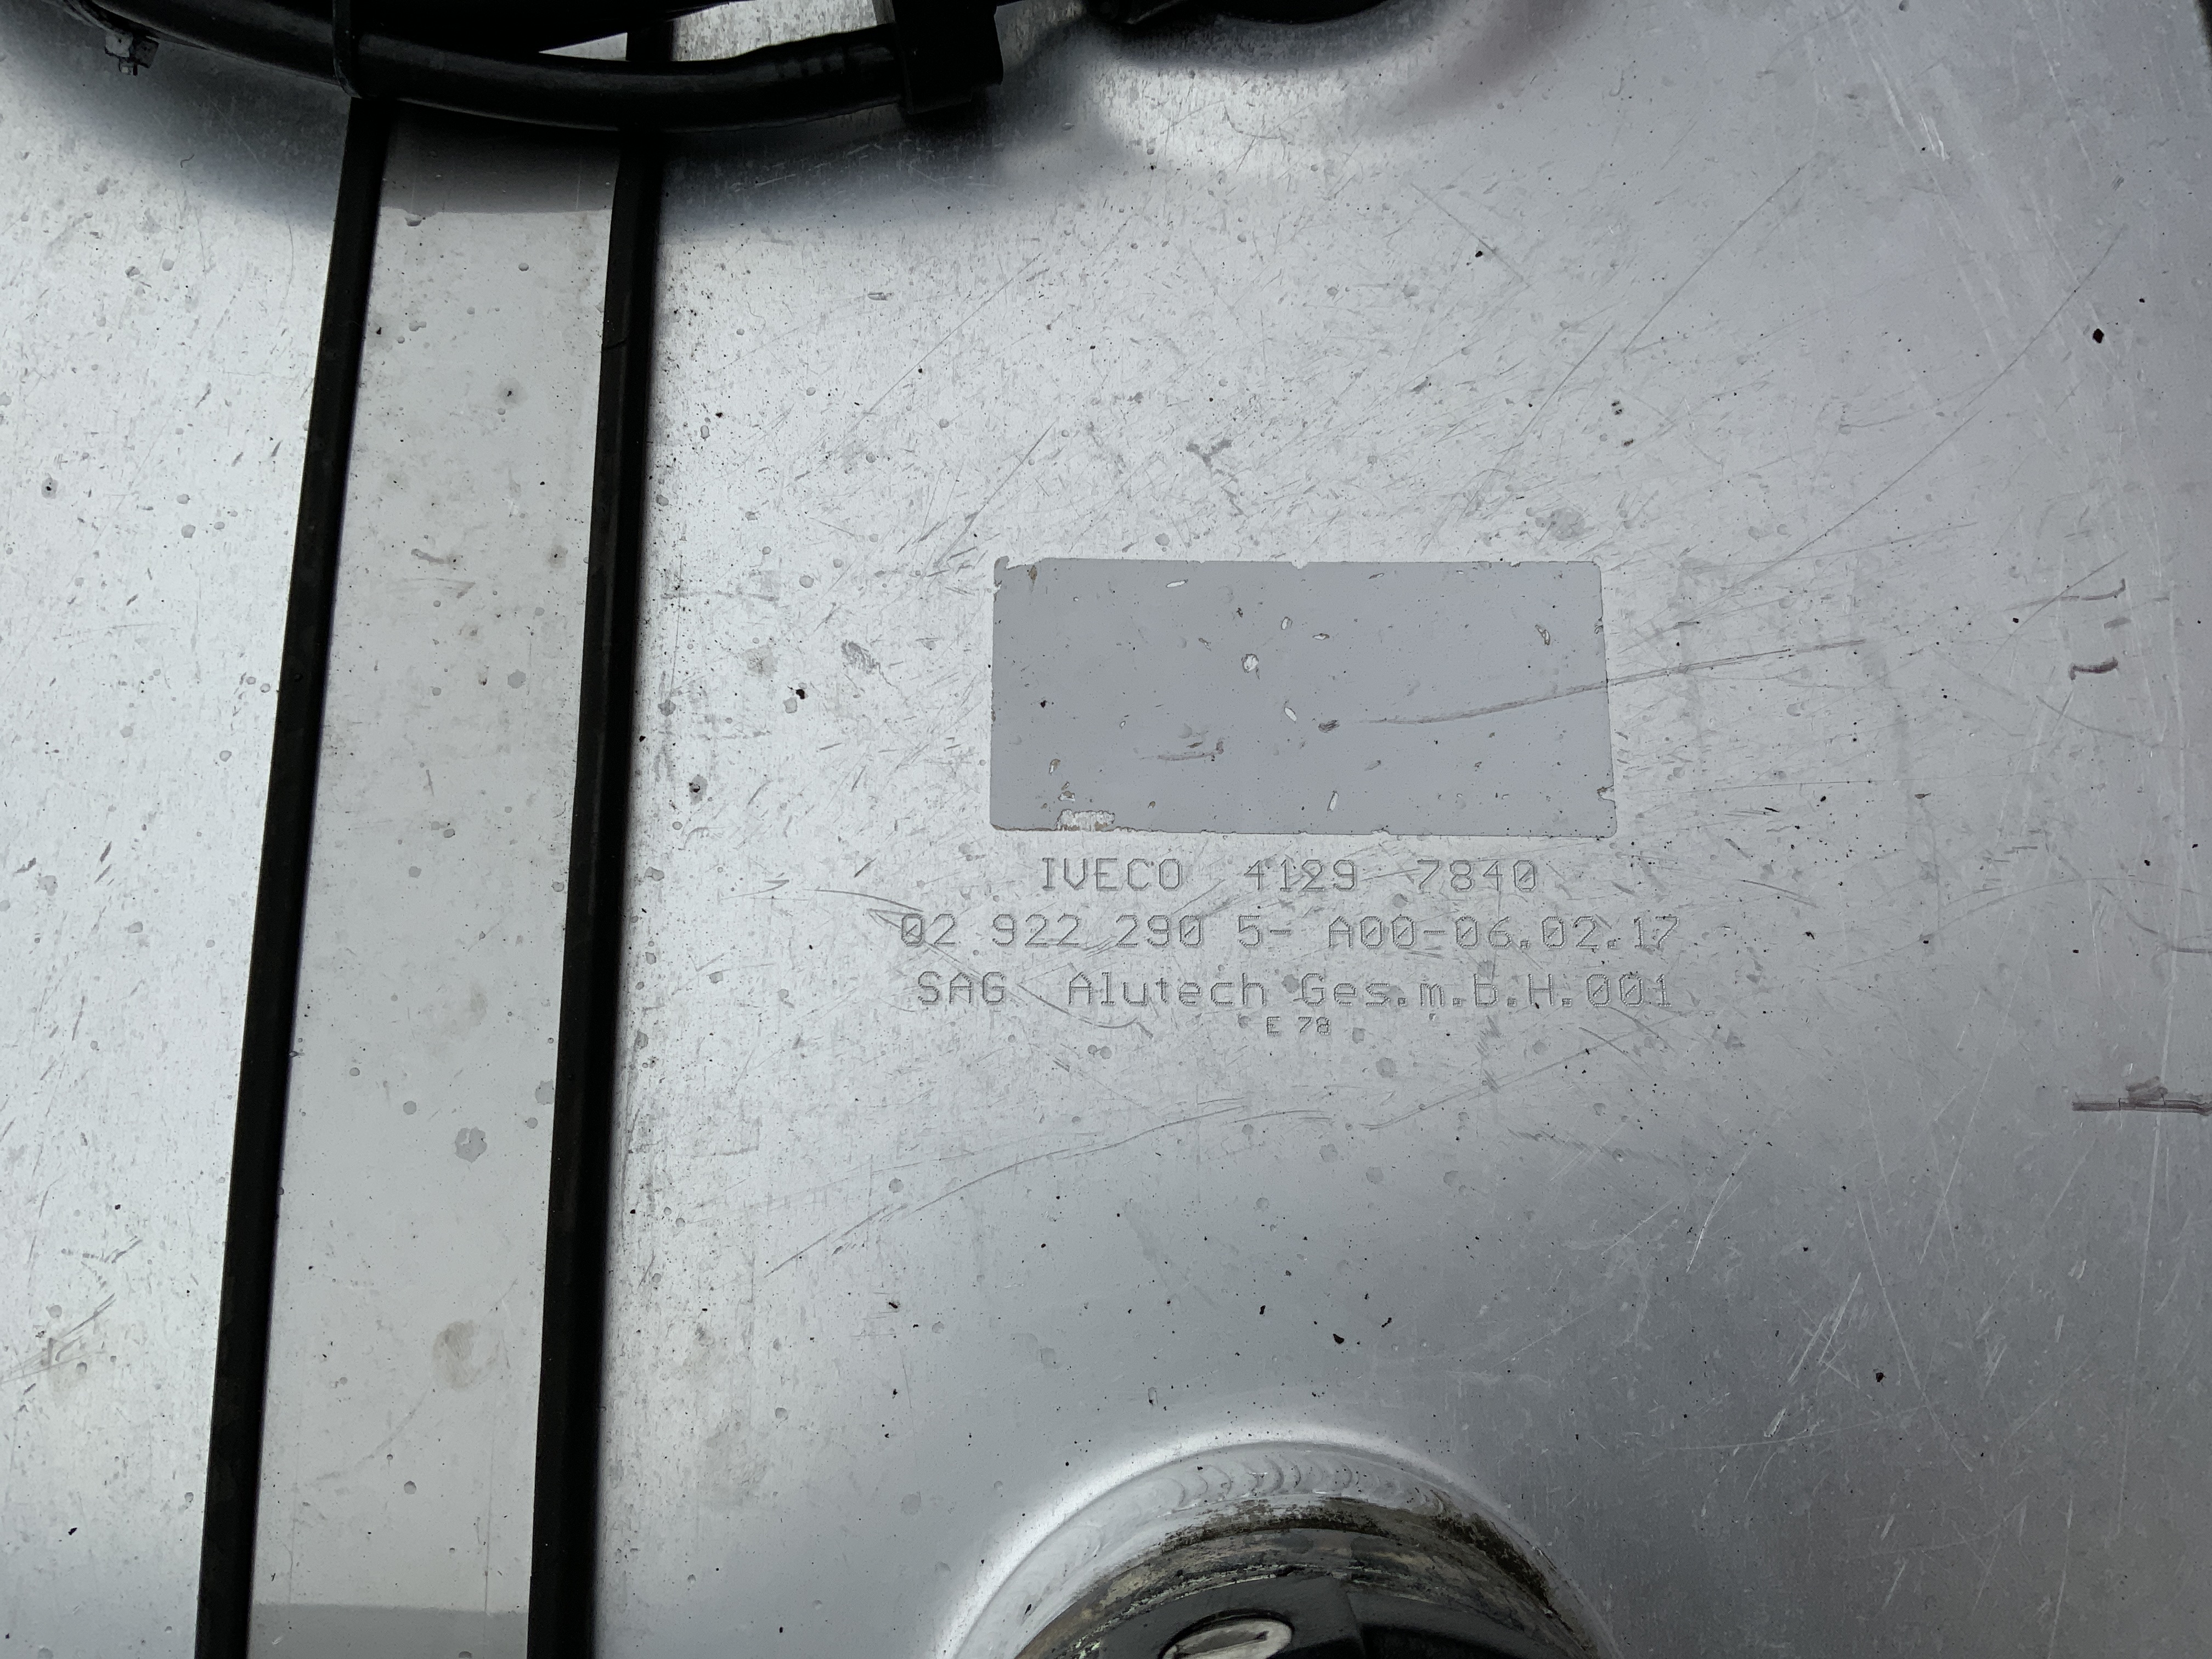 IVECO 4129 7840
02 922 290 5- A00-06.02.17
SAG Alutech Ges.m.b.H.001
E 78